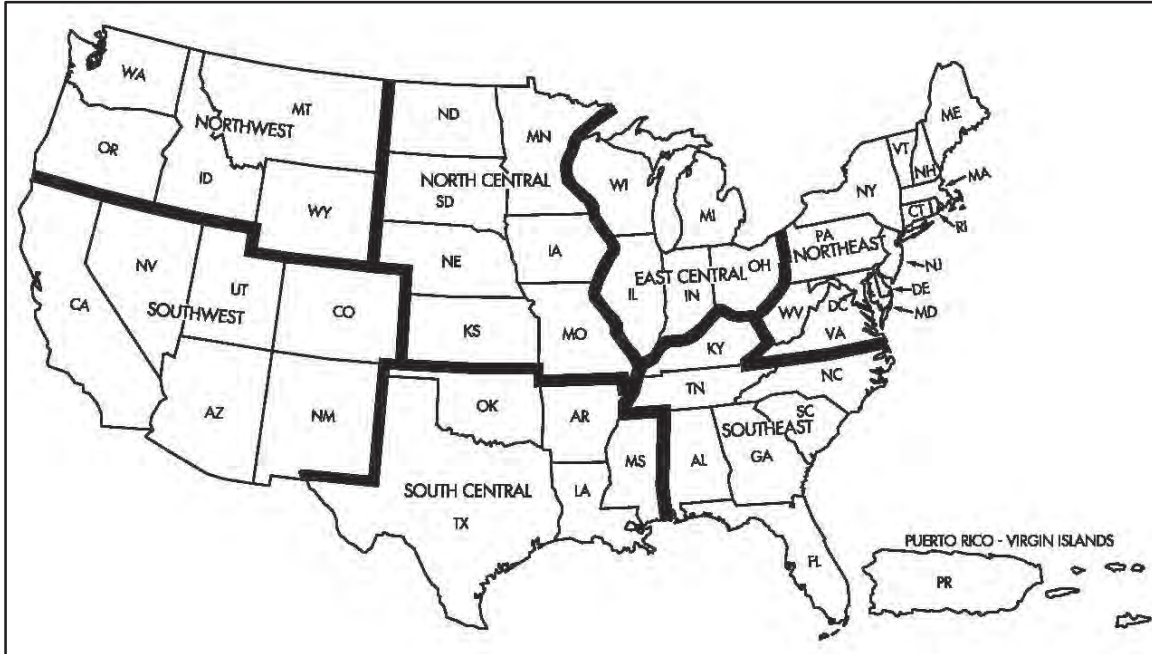 WA
MT
ND
MN
ME
NORTHWEST
OR
VT
NH
MA
ID
NORTH CENTRAL
SD
WI
NY
WY
MI
CT
RI
PA
NORTHEAST
IA
NE
OH
NJ
EAST CENTRAL
NV
UT
IL
IN
DE
SOUTHWEST
WV
DC
MD
CA
CO
KS
MO
VA
KY
NC
TN
AZ
NM
OK
AR
SC
SOUTHEAST
MS
AL
GA
SOUTH CENTRAL
LA
TX
PUERTO RICO - VIRGIN ISLANDS
FL
PR